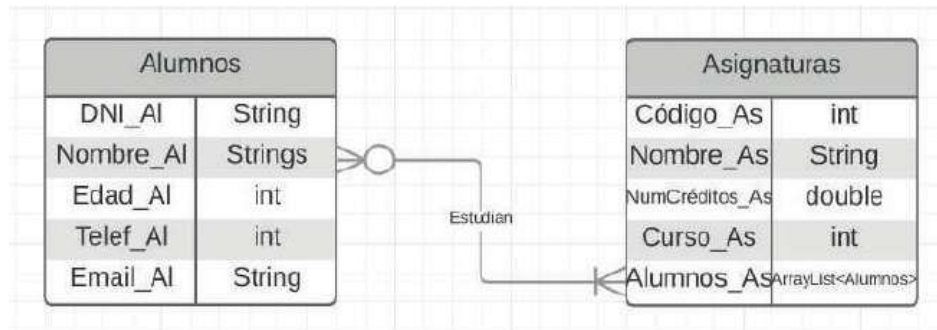 Alumnos
DNI_Al String
Nombre_Al Strings
Edad_Al int
Telef_Al int
Email_Al String
Estudian
Asignaturas
Código_As int
Nombre_As String
NumCréditos_As double
Curso_As int
Alumnos_As ArrayList<Alumnos>